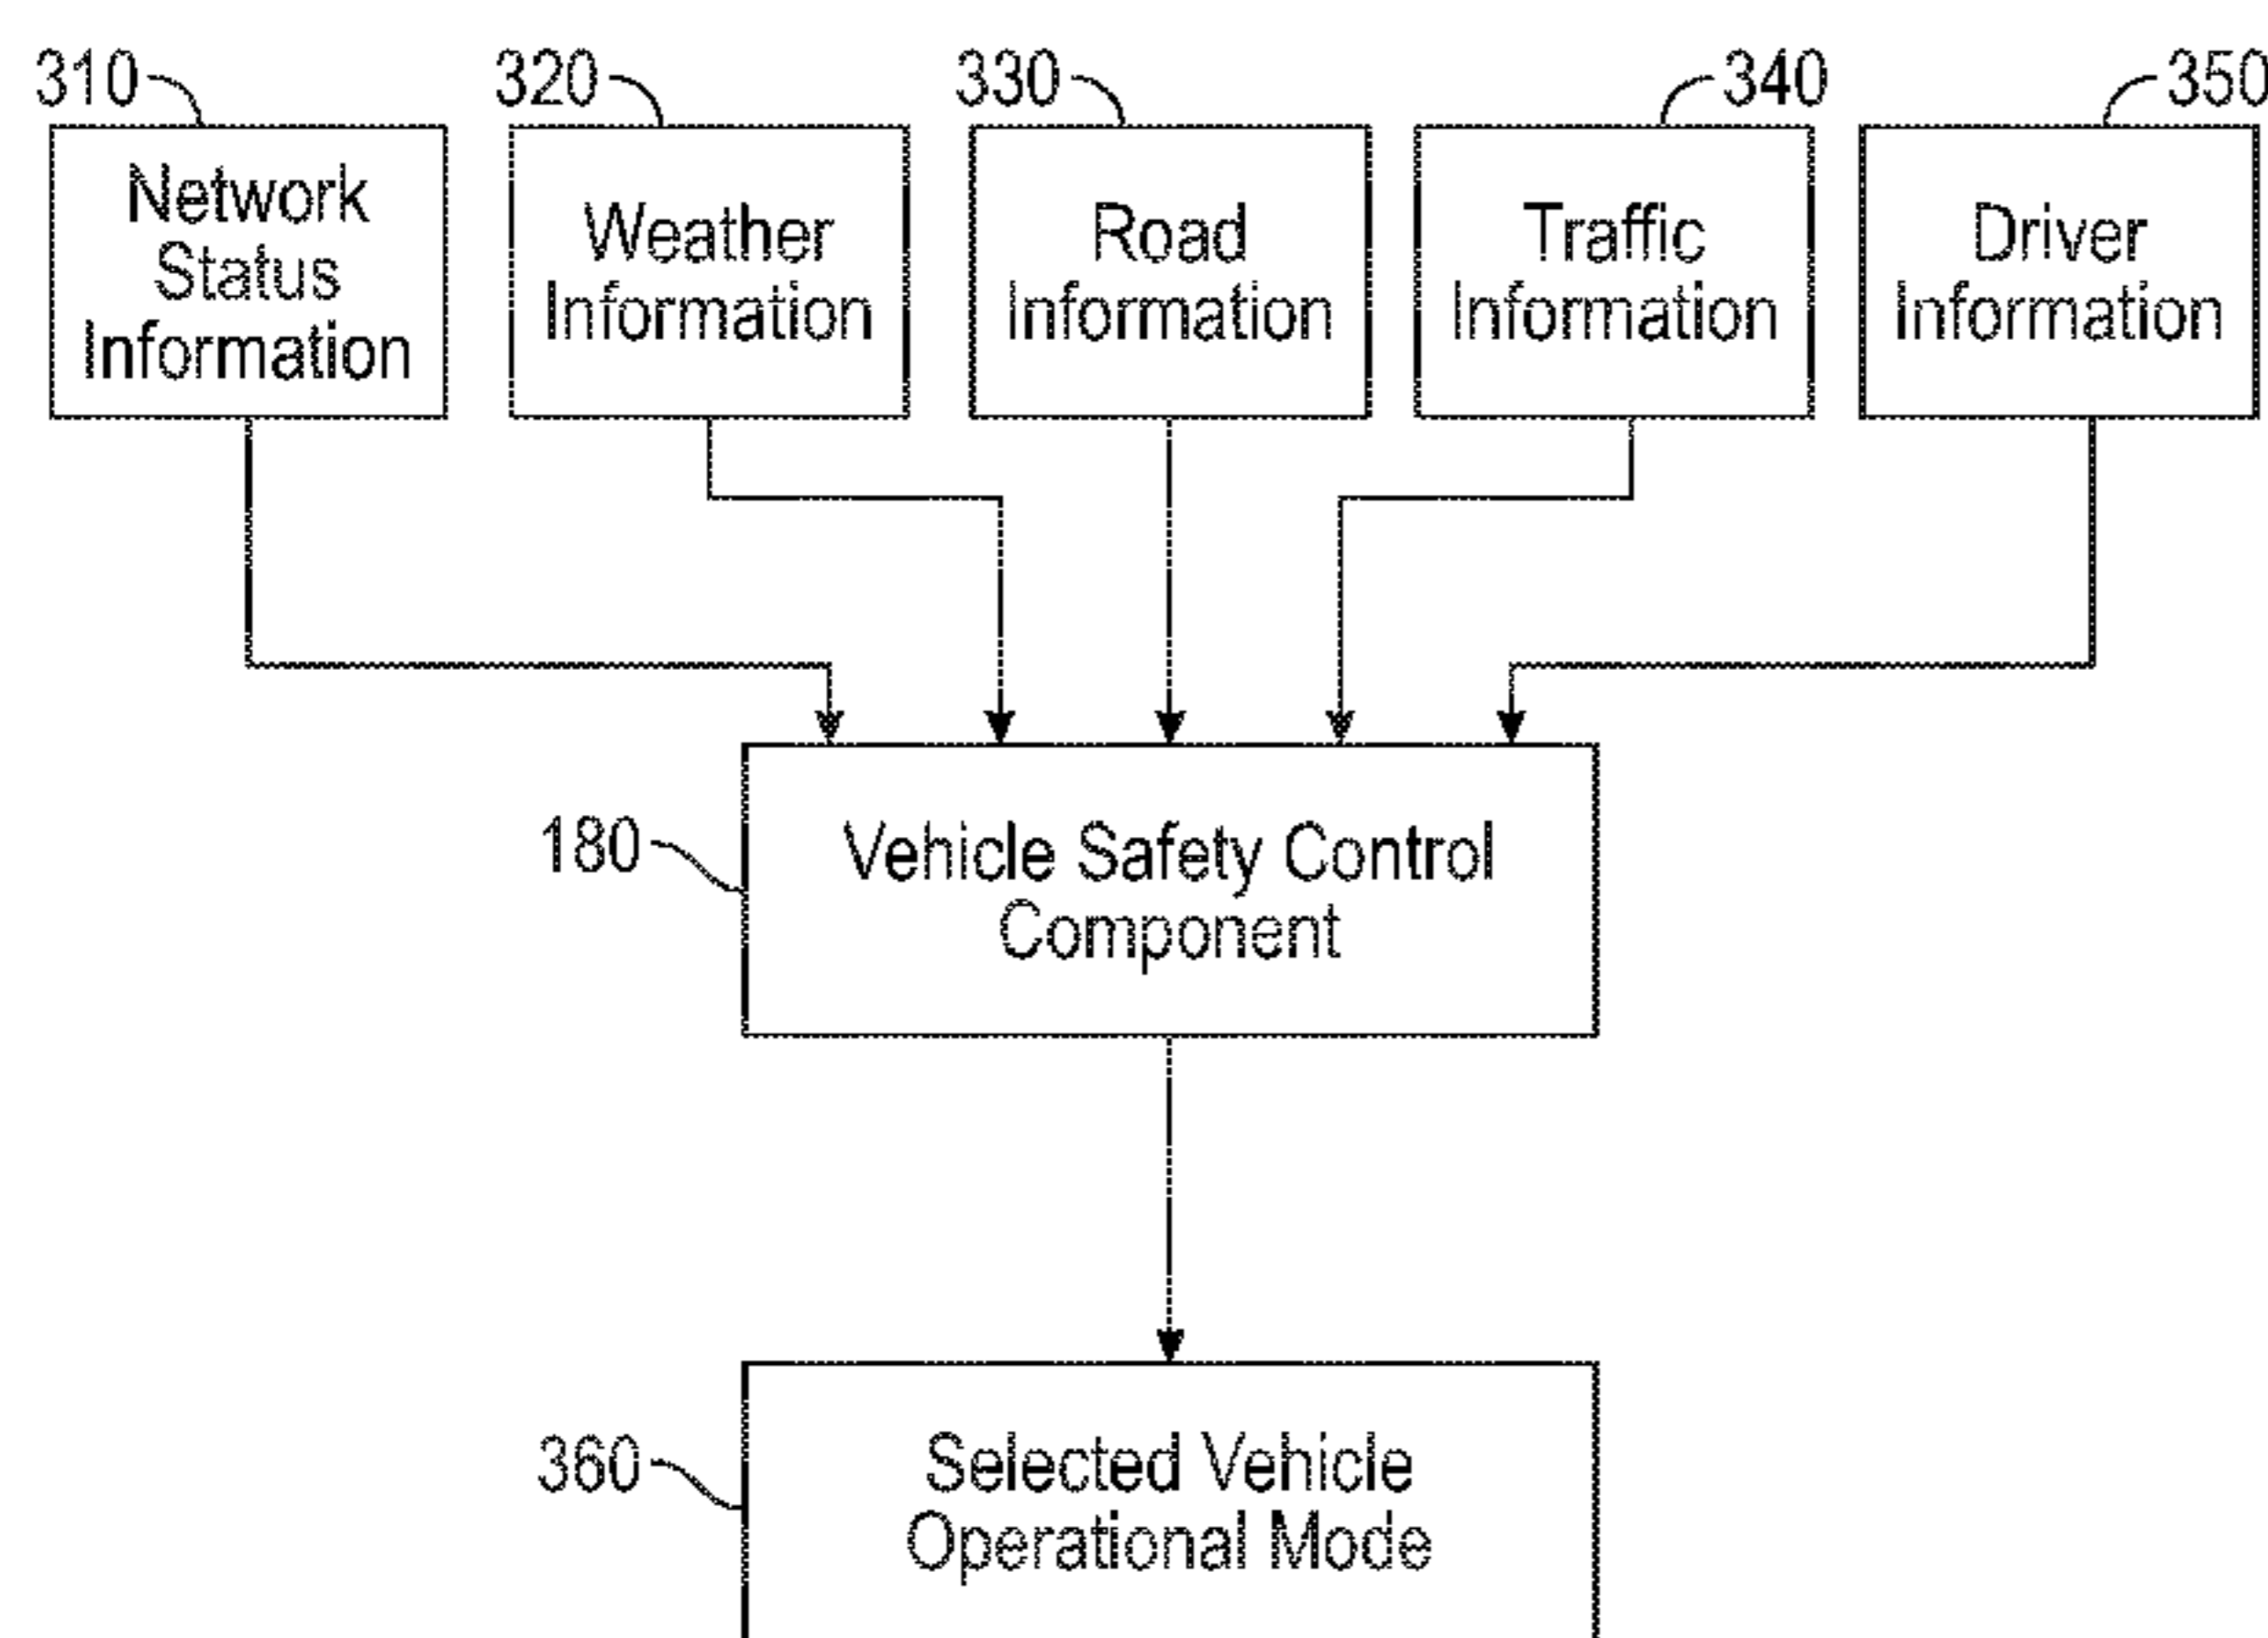 310
320
330
340
350
Network
Status
Information
Weather
Information
Road
Information
Traffic
Information
Driver
Information
180
Vehicle Safety Control
Component
360
Selected Vehicle
Operational Mode